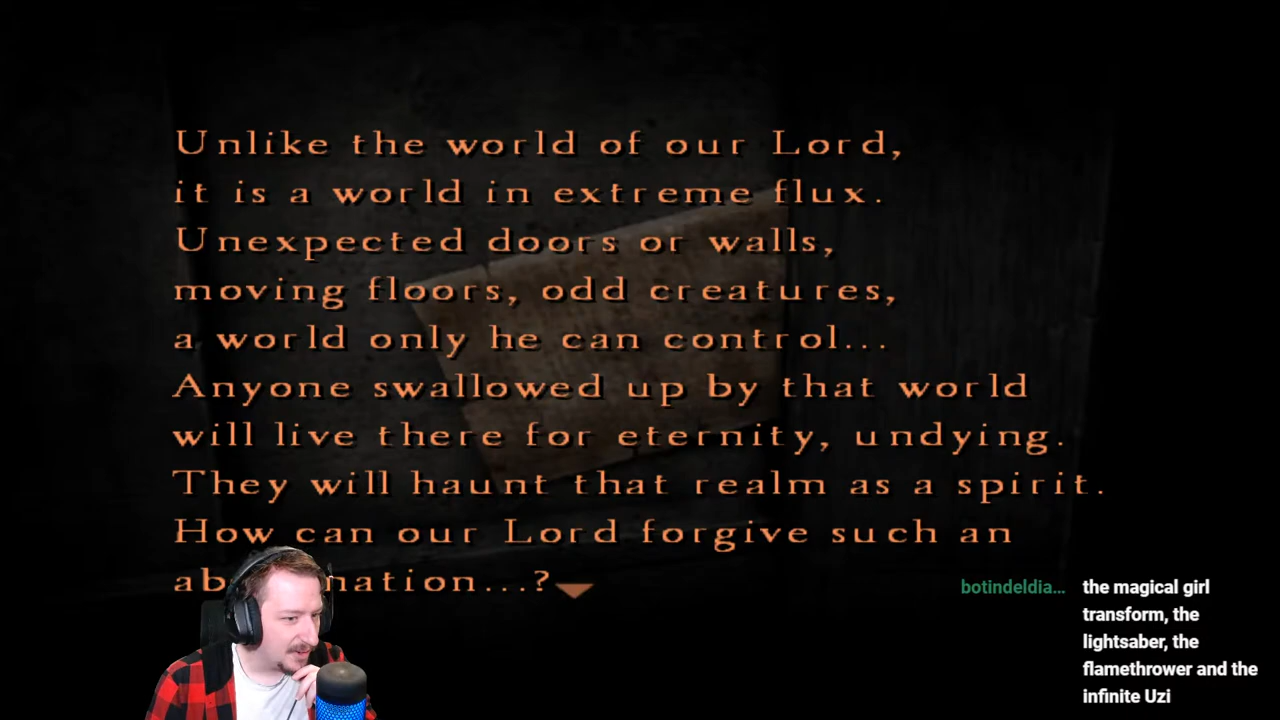 Unlike the world of our Lord,
it is a world in extreme flux.
Unexpected doors or walls,
moving floors, odd creatures,
a world only he can control...
Anyone swallowed up by that world
will live there for eternity, undying.
They will haunt that realm as a spirit.
How can our Lord forgive such an
...?
botindeldia... the magical girl
transform, the
lightsaber, the
flamethrower and the
infinite Uzi